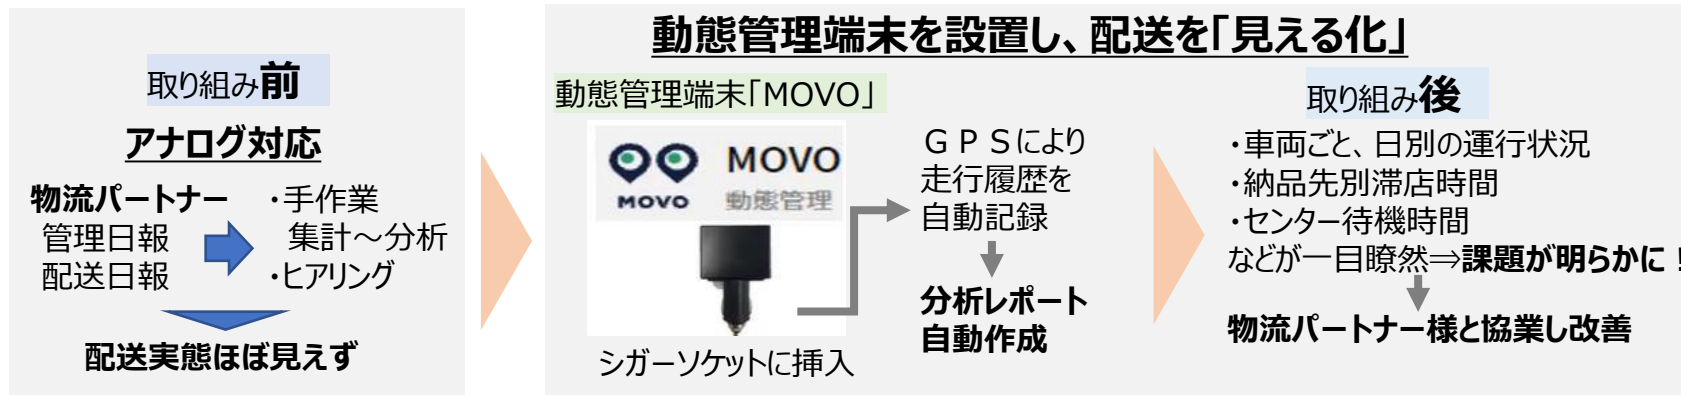 取り組み前
アナログ対応
物流パートナー
管理日報
配送日報
・手作業
集計～分析
・ヒアリング
配送実態ほぼ見えず
動態管理端末を設置し、配送を「見える化」
動態管理端末「MOVO」
MOVO
MOVO
動態管理
シガーソケットに挿入
ＧＰＳにより
走行履歴を
自動記録
分析レポート
自動作成
取り組み後
・車両ごと、日別の運行状況
・納品先別滞店時間
・センター待機時間
などが一目瞭然⇒課題が明らかに！
物流パートナー様と協業し改善